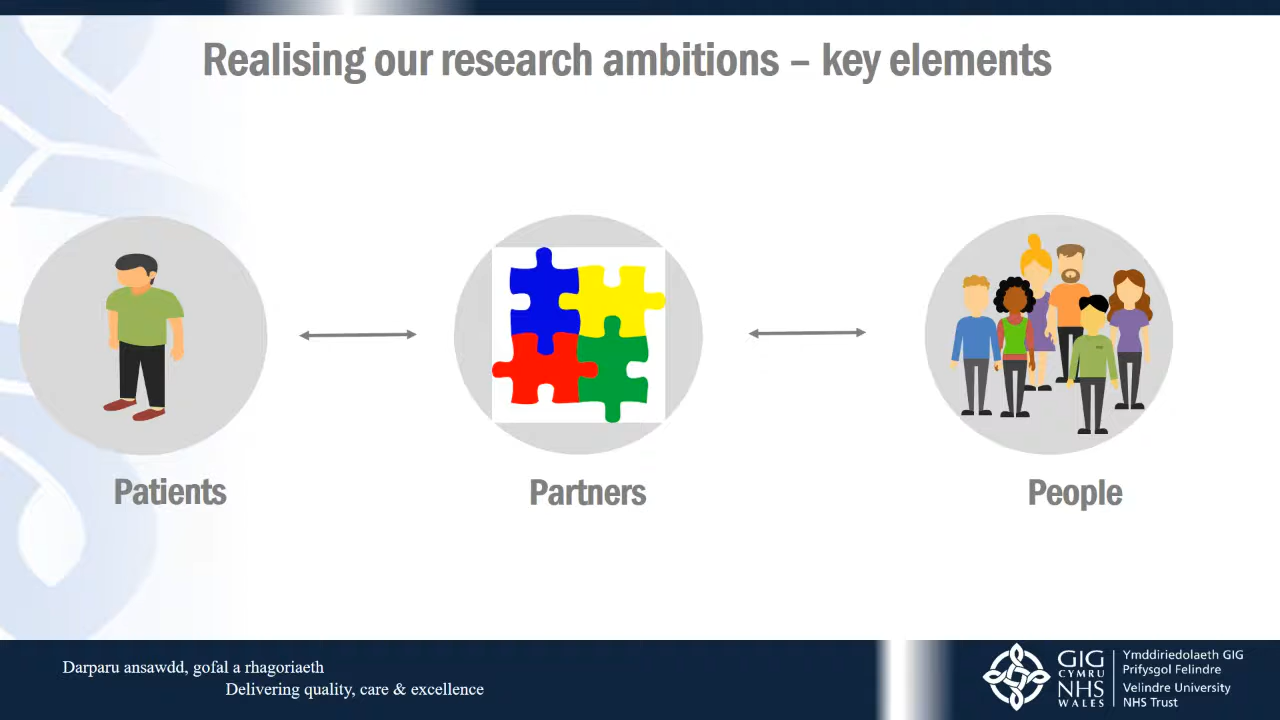 Realising our research ambitions – key elements
Patients
Partners
People
Darparu ansawdd, gofal a rhagoriaeth
Delivering quality, care & excellence
GIG
CYMRU
NHS
WALES
Ymddiriedolaeth GIG
Prifysgol Felindre
Velindre University
NHS Trust